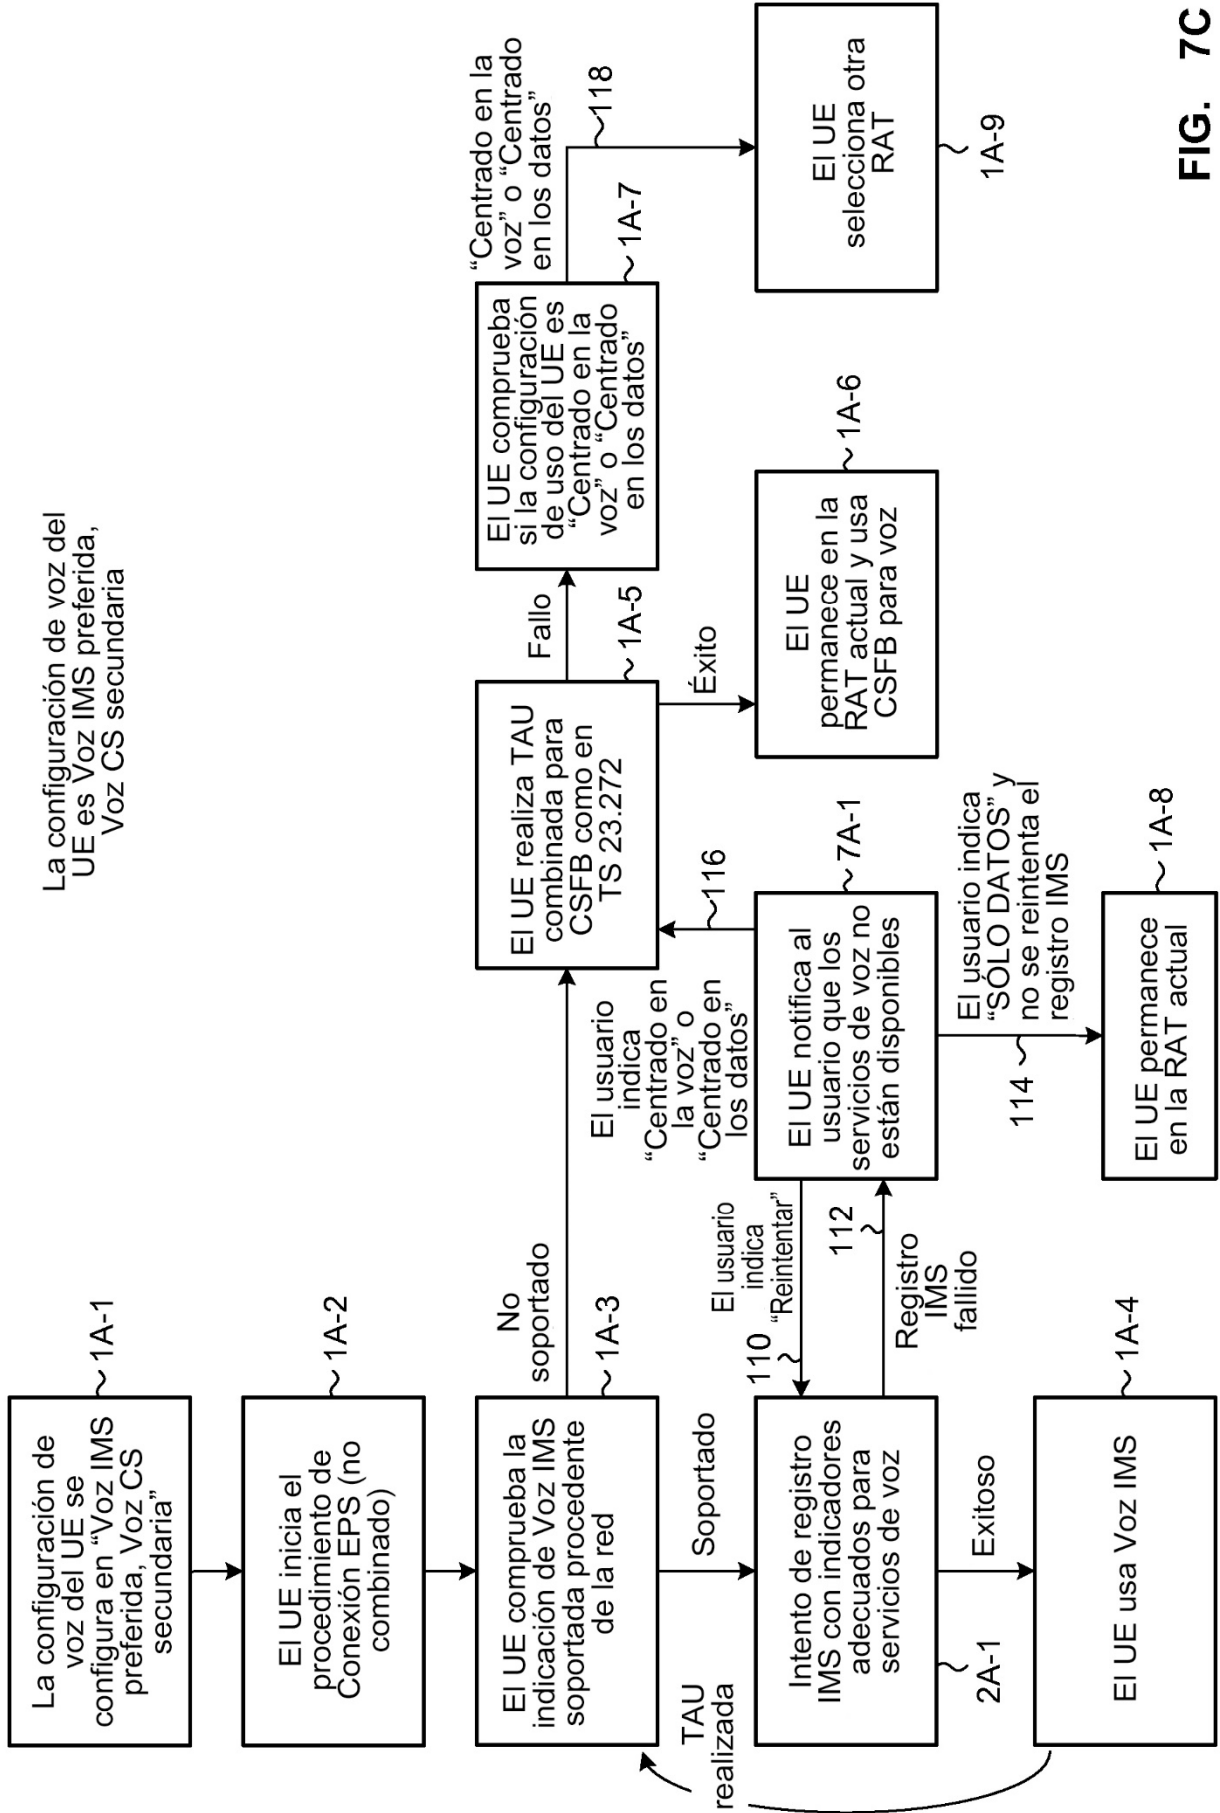 La configuración de voz del
UE es Voz IMS preferida,
Voz CS secundaria
La configuración de
voz del UE se
configura en “Voz IMS
preferida, Voz CS
secundaria”
1A-1
El UE inicia el
procedimiento de
Conexión EPS (no
combinado)
1A-2
El UE comprueba la
indicación de Voz IMS
soportada procedente
de la red
1A-3
No
soportado
Soportado
TAU
realizada
Intento de registro
IMS con indicadores
adecuados para
servicios de voz
2A-1
Exitoso
El UE usa Voz IMS
1A-4
El usuario
indica
“Reintentar”
110
112
Registro
IMS
fallido
El UE notifica al
usuario que los
servicios de voz no
están disponibles
7A-1
El usuario
indica
“Centrado en
la voz” o
“Centrado en
los datos”
116
114
El usuario indica
“SÓLO DATOS” y
no se reintenta el
registro IMS
El UE permanece
en la RAT actual
1A-8
El UE realiza TAU
combinada para
CSFB como en
TS 23.272
1A-5
Fallo
Éxito
El UE
permanece en la
RAT actual y usa
CSFB para voz
1A-6
El UE comprueba
si la configuración
de uso del UE es
“Centrado en la
voz” o “Centrado
en los datos”
1A-7
“Centrado en la
voz” o “Centrado
en los datos”
118
El UE
selecciona otra
RAT
1A-9
FIG. 7C